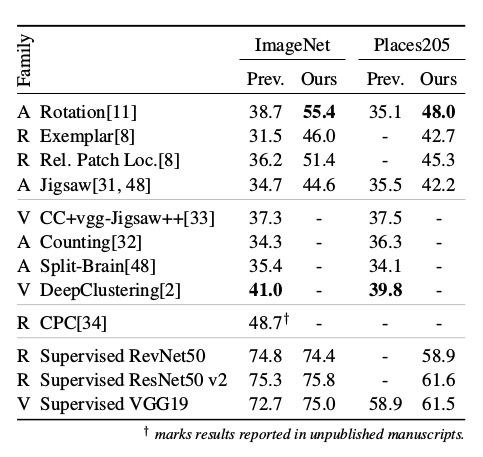 Family ImageNet Places205
Prev. Ours Prev. Ours
A Rotation[11] 38.7 55.4 35.1 48.0
R Exemplar[8] 31.5 46.0 - 42.7
R Rel. Patch Loc.[8] 36.2 51.4 - 45.3
A Jigsaw[31, 48] 34.7 44.6 35.5 42.2
V CC+vgg-Jigsaw++[33] 37.3 - 37.5 -
A Counting[32] 34.3 - 36.3 -
A Split-Brain[48] 35.4 - 34.1 -
V DeepClustering[2] 41.0 - 39.8 -
R CPC[34] 48.7† - - -
R Supervised RevNet50 74.8 74.4 - 58.9
R Supervised ResNet50 v2 75.3 75.8 - 61.6
V Supervised VGG19 72.7 75.0 58.9 61.5
† marks results reported in unpublished manuscripts.